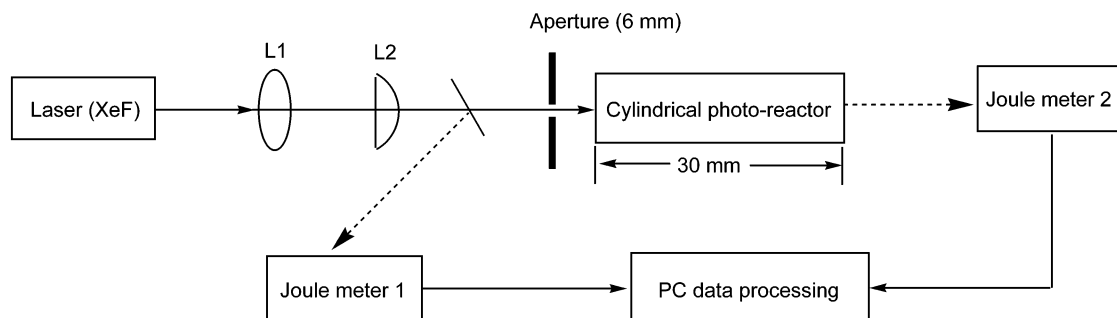 Aperture (6 mm)
L1
L2
Laser (XeF)
Cylindrical photo-reactor
Joule meter 2
30 mm
Joule meter 1
PC data processing